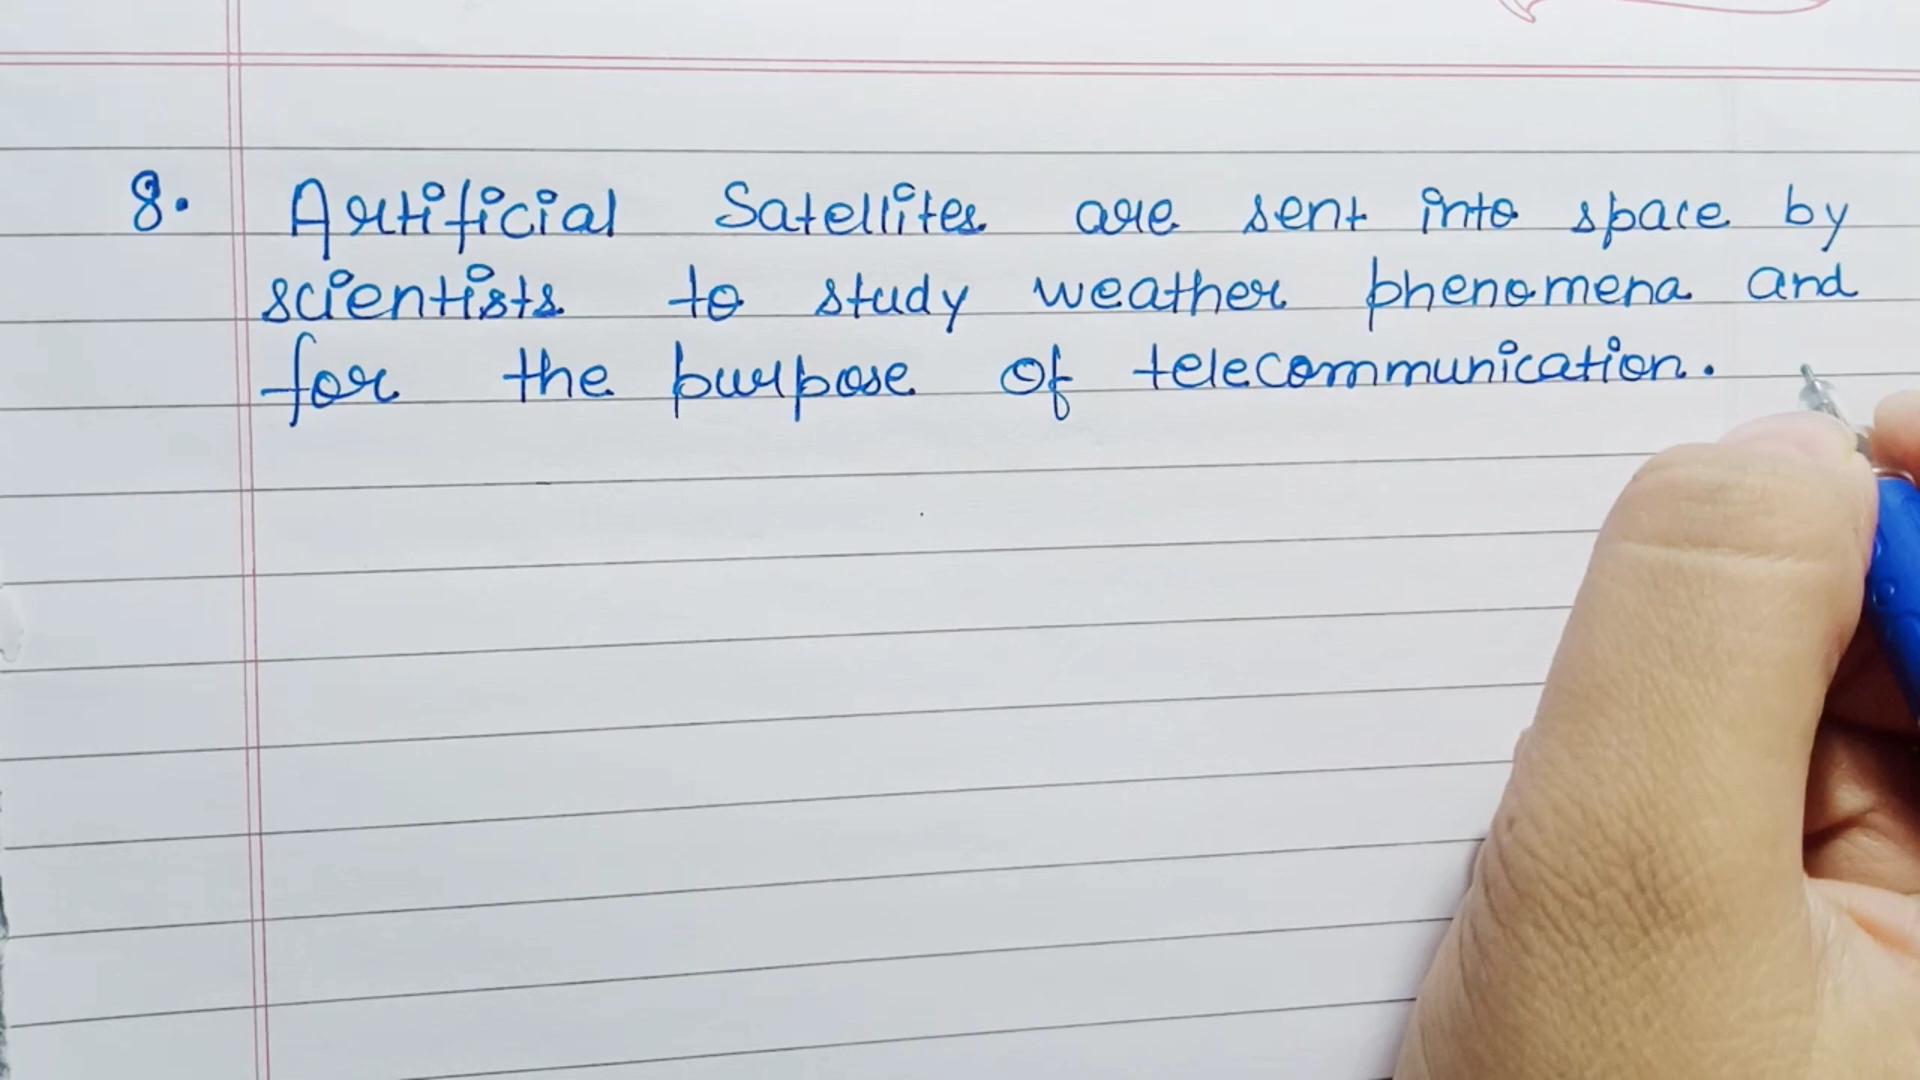 8. Artificial Satellites are sent into space by
scientists to study weather phenomena and
for the purpose of telecommunication.